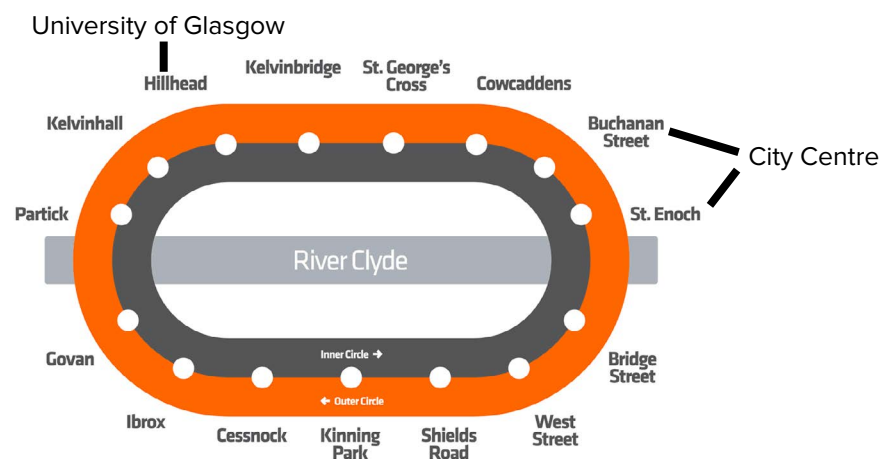 University of Glasgow
Hillhead
Kelvinbridge
St. George's
Cross
Cowcaddens
Kelvinhall
Buchanan
Street
City Centre
Partick
St. Enoch
River Clyde
Govan
Inner Circle →
Bridge
Street
← Outer Circle
Ibrox
Cessnock
Kinning
Park
Shields
Road
West
Street